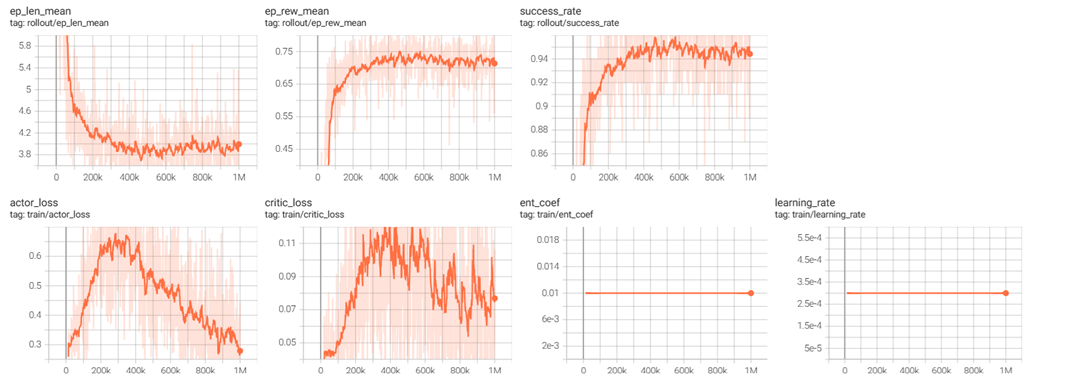 ep_len_mean
tag: rollout/ep_len_mean
5.8
5.4
5
4.6
4.2
3.8
0 200k 400k 600k 800k 1M
ep_rew_mean
tag: rollout/ep_rew_mean
0.75
0.65
0.55
0.45
0 200k 400k 600k 800k 1M
success_rate
tag: rollout/success_rate
0.94
0.92
0.9
0.88
0.86
0 200k 400k 600k 800k 1M
actor_loss
tag: train/actor_loss
0.6
0.5
0.4
0.3
0 200k 400k 600k 800k 1M
critic_loss
tag: train/critic_loss
0.11
0.09
0.07
0.05
0 200k 400k 600k 800k 1M
ent_coef
tag: train/ent_coef
0.018
0.014
0.01
6e-3
2e-3
0 200k 400k 600k 800k 1M
learning_rate
tag: train/learning_rate
5.5e-4
4.5e-4
3.5e-4
2.5e-4
1.5e-4
5e-5
0 200k 400k 600k 800k 1M